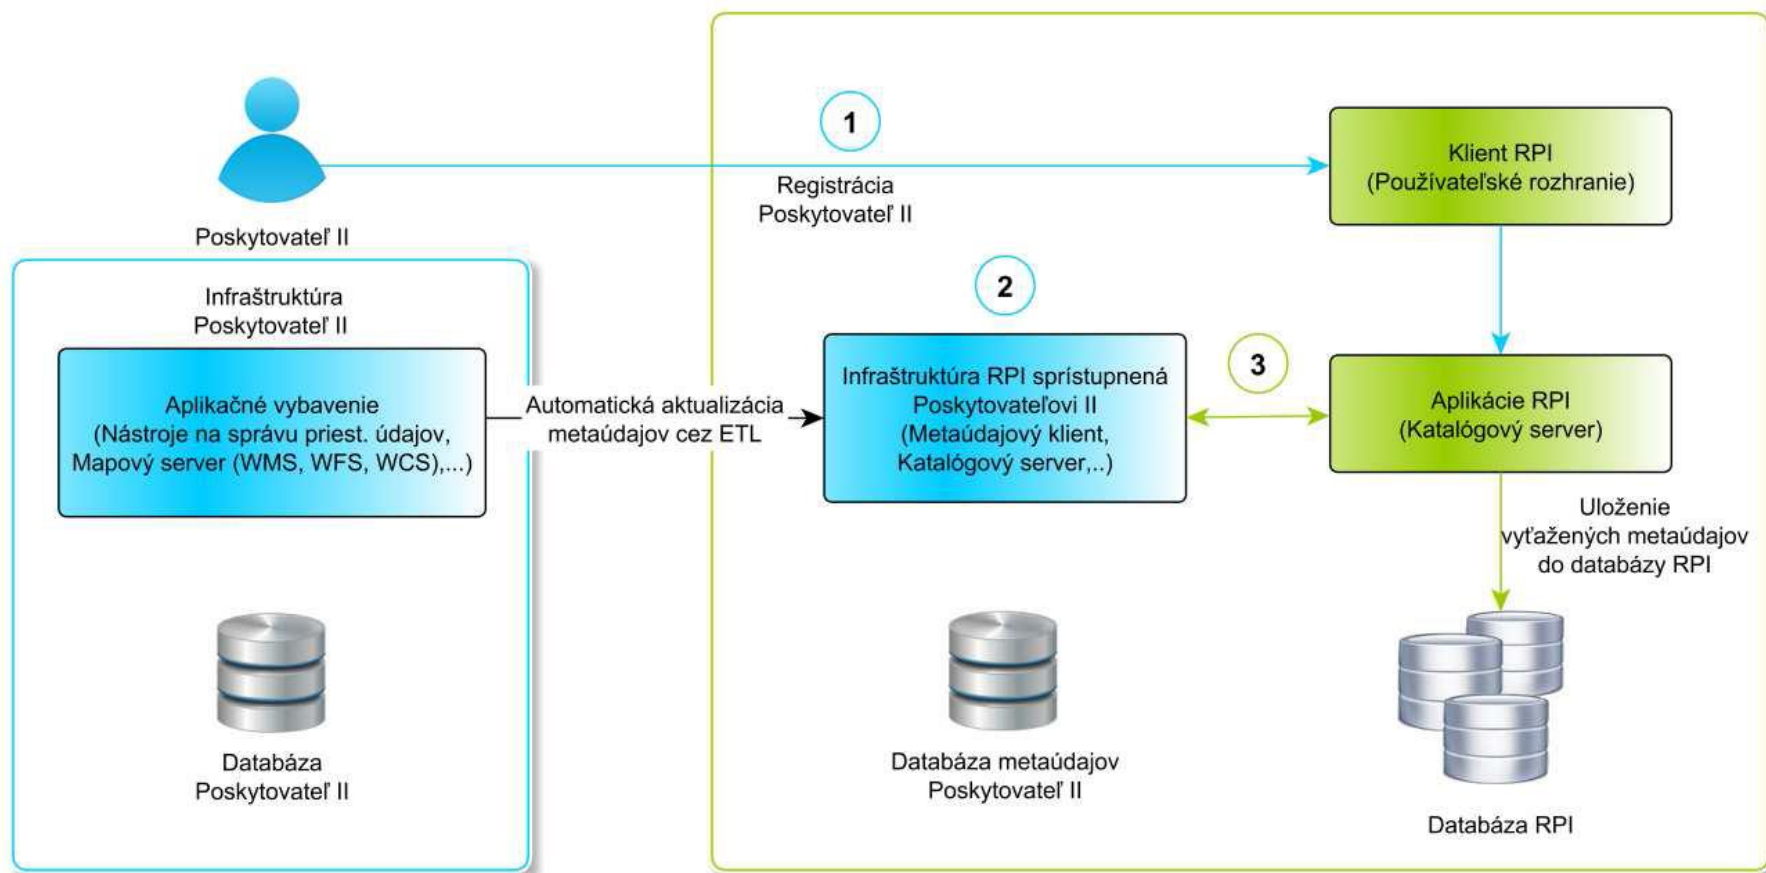 Poskytovateľ II
1
Registrácia
Poskytovateľ II
Klient RPI
(Používateľské rozhranie)
Infraštruktúra
Poskytovateľ II
Aplikačné vybavenie
(Nástroje na správu priest. údajov,
Mapový server (WMS, WFS, WCS),...)
Automatická aktualizácia
metaúdajov cez ETL
2
Infraštruktúra RPI sprístupnená
Poskytovateľovi II
(Metaúdajový klient,
Katalógový server,..)
3
Aplikácie RPI
(Katalógový server)
Uloženie
vyťažených metaúdajov
do databázy RPI
Databáza
Poskytovateľ II
Databáza metaúdajov
Poskytovateľ II
Databáza RPI